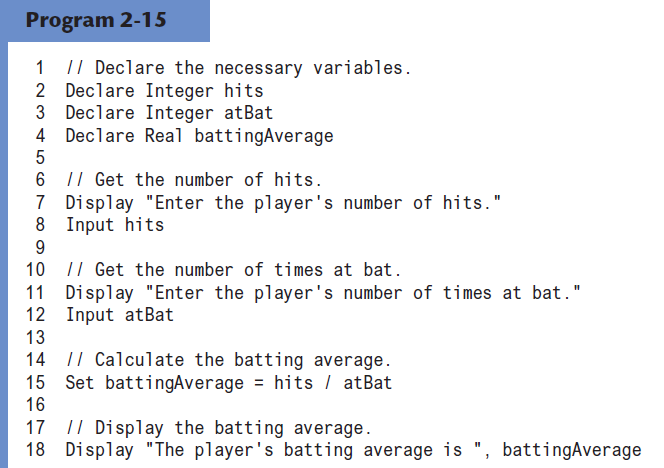 Program 2-15
1 // Declare the necessary variables.
2 Declare Integer hits
3 Declare Integer atBat
4 Declare Real battingAverage
5
6 // Get the number of hits.
7 Display "Enter the player's number of hits."
8 Input hits
9
10 // Get the number of times at bat.
11 Display "Enter the player's number of times at bat."
12 Input atBat
13
14 // Calculate the batting average.
15 Set battingAverage = hits / atBat
16
17 // Display the batting average.
18 Display "The player's batting average is ", battingAverage